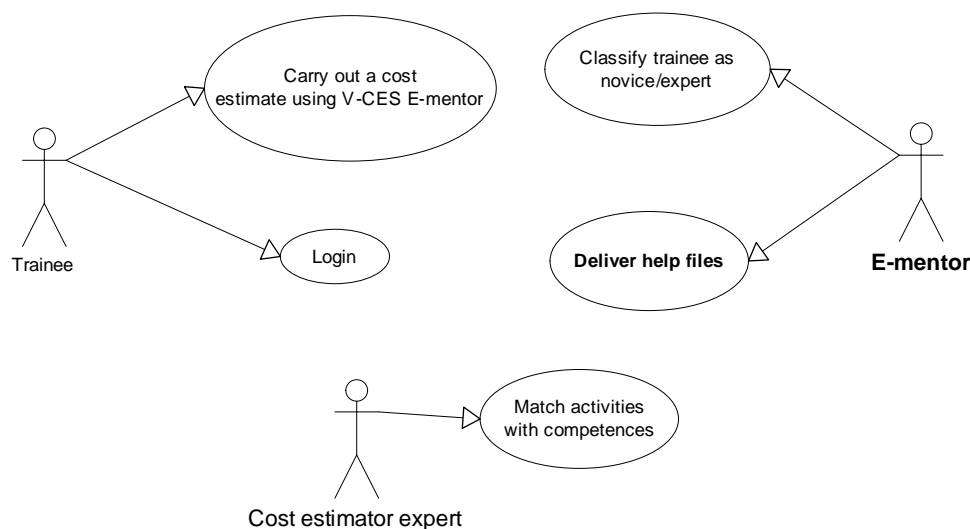 Carry out a cost
estimate using V-CES E-mentor
Classify trainee as
novice/expert
Trainee
Login
Deliver help files
E-mentor
Match activities
with competences
Cost estimator expert